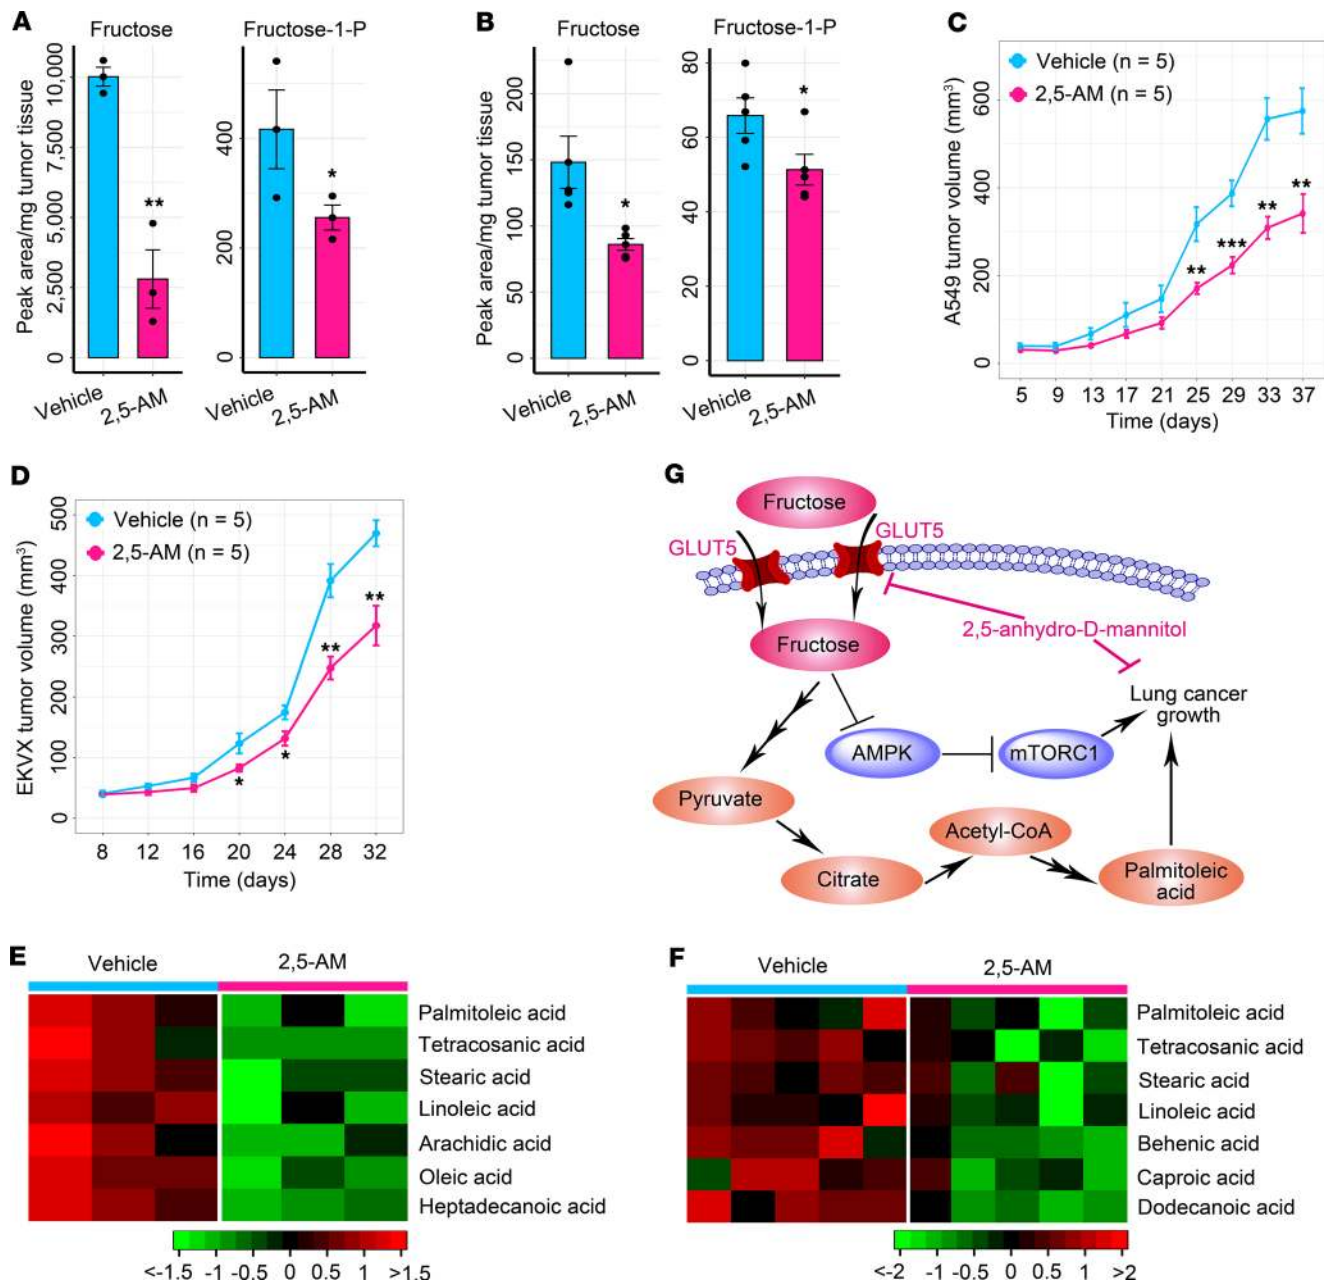 A
Fructose
Fructose-1-P
Peak area/mg tumor tissue
10,000
7,500
5,000
2,500
0
**
400
200
0
*
Vehicle
2,5-AM
Vehicle
2,5-AM
B
Fructose
Fructose-1-P
Peak area/mg tumor tissue
200
150
100
50
0
*
80
60
40
20
0
*
Vehicle
2,5-AM
Vehicle
2,5-AM
C
Vehicle (n = 5)
2,5-AM (n = 5)
A549 tumor volume (mm³)
600
400
200
0
**
***
**
**
5 9 13 17 21 25 29 33 37
Time (days)
D
Vehicle (n = 5)
2,5-AM (n = 5)
EKVX tumor volume (mm³)
500
400
300
200
100
0
*
*
**
**
8 12 16 20 24 28 32
Time (days)
G
Fructose
GLUT5
GLUT5
2,5-anhydro-D-mannitol
Fructose
Lung cancer
growth
AMPK
mTORC1
Pyruvate
Acetyl-CoA
Citrate
Palmitoleic
acid
E
Vehicle
2,5-AM
Palmitoleic acid
Tetracosanic acid
Stearic acid
Linoleic acid
Arachidic acid
Oleic acid
Heptadecanoic acid
<-1.5 -1 -0.5 0 0.5 1 >1.5
F
Vehicle
2,5-AM
Palmitoleic acid
Tetracosanic acid
Stearic acid
Linoleic acid
Behenic acid
Caproic acid
Dodecanoic acid
<-2 -1 -0.5 0 0.5 1 >2